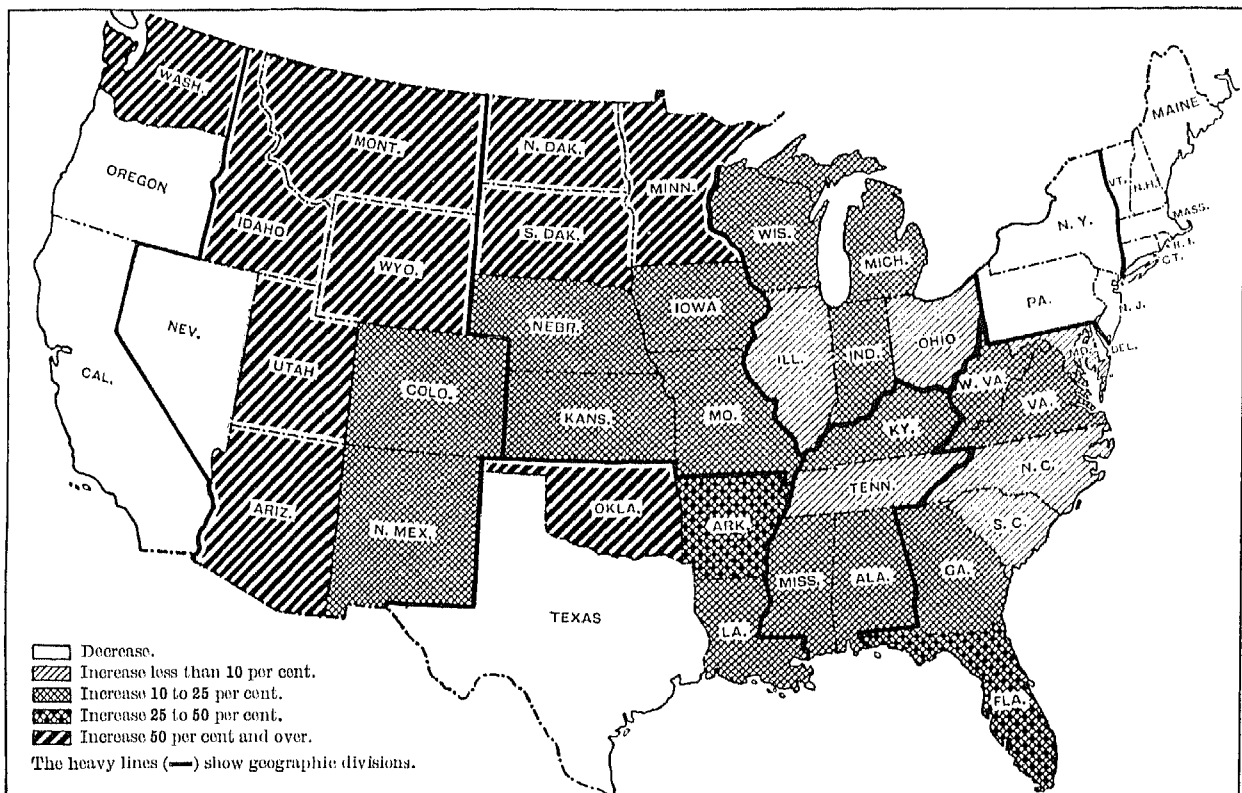 WASH.
MONT.
N. DAK.
MINN.
MAINE
OREGON
IDAHO
S. DAK.
WIS.
VT.
N.H.
MASS.
N. Y.
R. I.
CT.
WYO.
MICH.
IOWA
PA.
N. J.
NEV.
NEBR.
OHIO
ILL.
IND.
MD.
DEL.
CAL.
UTAH
COLO.
KANS.
MO.
W. VA.
VA.
KY.
N. C.
TENN.
ARIZ.
N. MEX.
OKLA.
ARK.
S. C.
MISS.
ALA.
GA.
TEXAS
LA.
FLA.
Decrease.
Increase less than 10 per cent.
Increase 10 to 25 per cent.
Increase 25 to 50 per cent.
Increase 50 per cent and over.
The heavy lines (━) show geographic divisions.